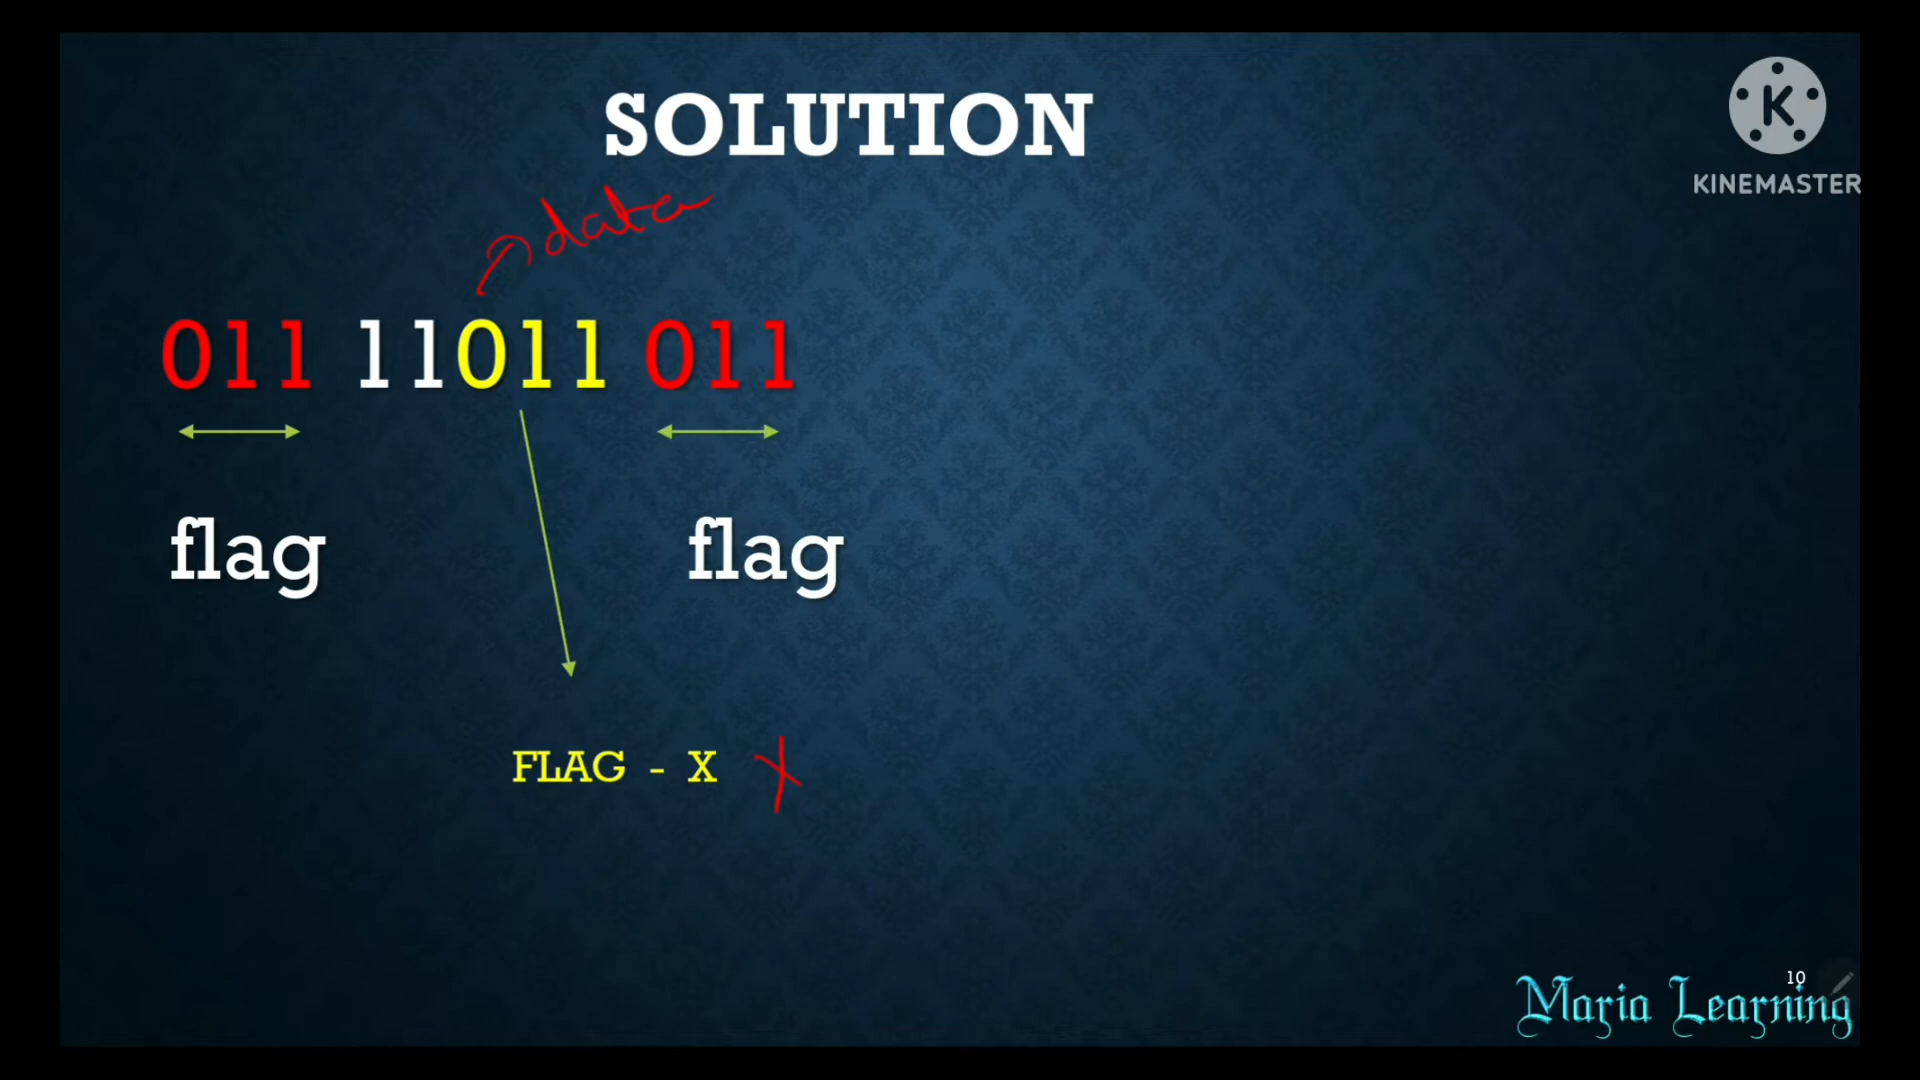 SOLUTION
KINEMASTER
data
011 11011 011
flag flag
FLAG - X X
10
Maria Learning